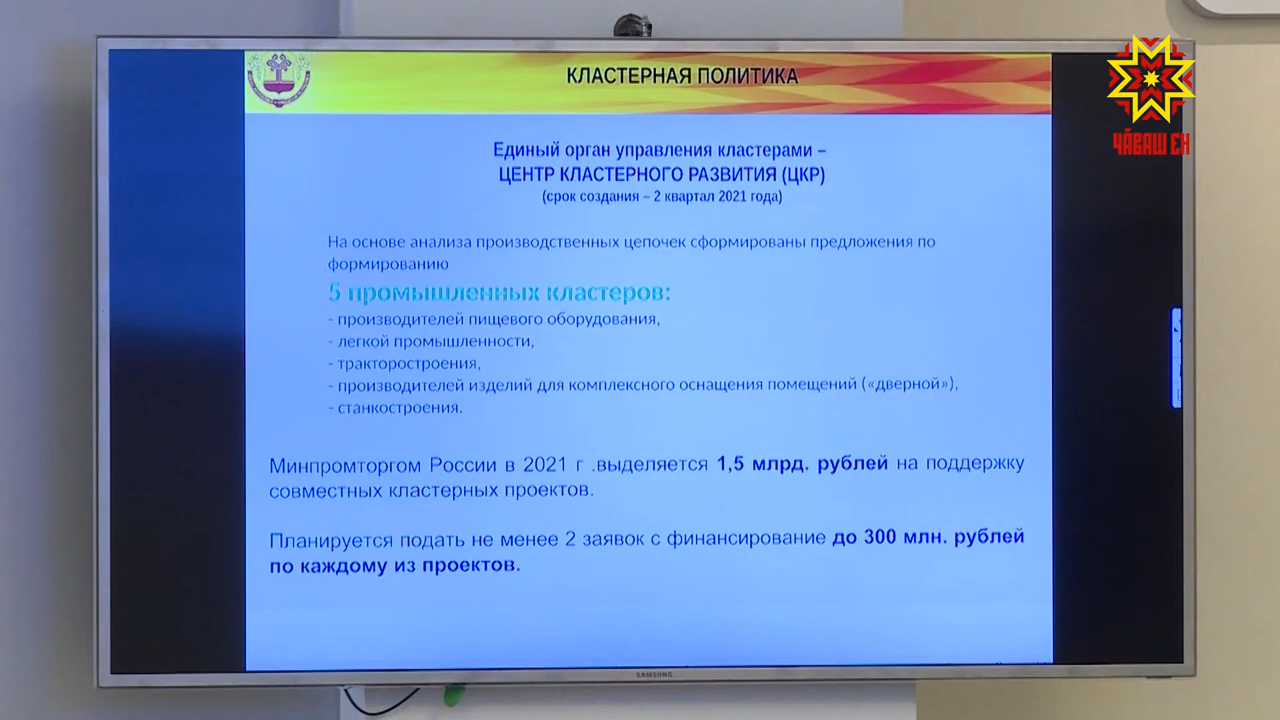 КЛАСТЕРНАЯ ПОЛИТИКА
ЧӐВАШ ЕН
Единый орган управления кластерами –
ЦЕНТР КЛАСТЕРНОГО РАЗВИТИЯ (ЦКР)
(срок создания – 2 квартал 2021 года)
На основе анализа производственных цепочек сформированы предложения по
формированию
5 промышленных кластеров:
- производителей пищевого оборудования,
- легкой промышленности,
- тракторостроения,
- производителей изделий для комплексного оснащения помещений («дверной»),
- станкостроения.
Минпромторгом России в 2021 г .выделяется 1,5 млрд. рублей на поддержку
совместных кластерных проектов.
Планируется подать не менее 2 заявок с финансирование до 300 млн. рублей
по каждому из проектов.
SAMSUNG